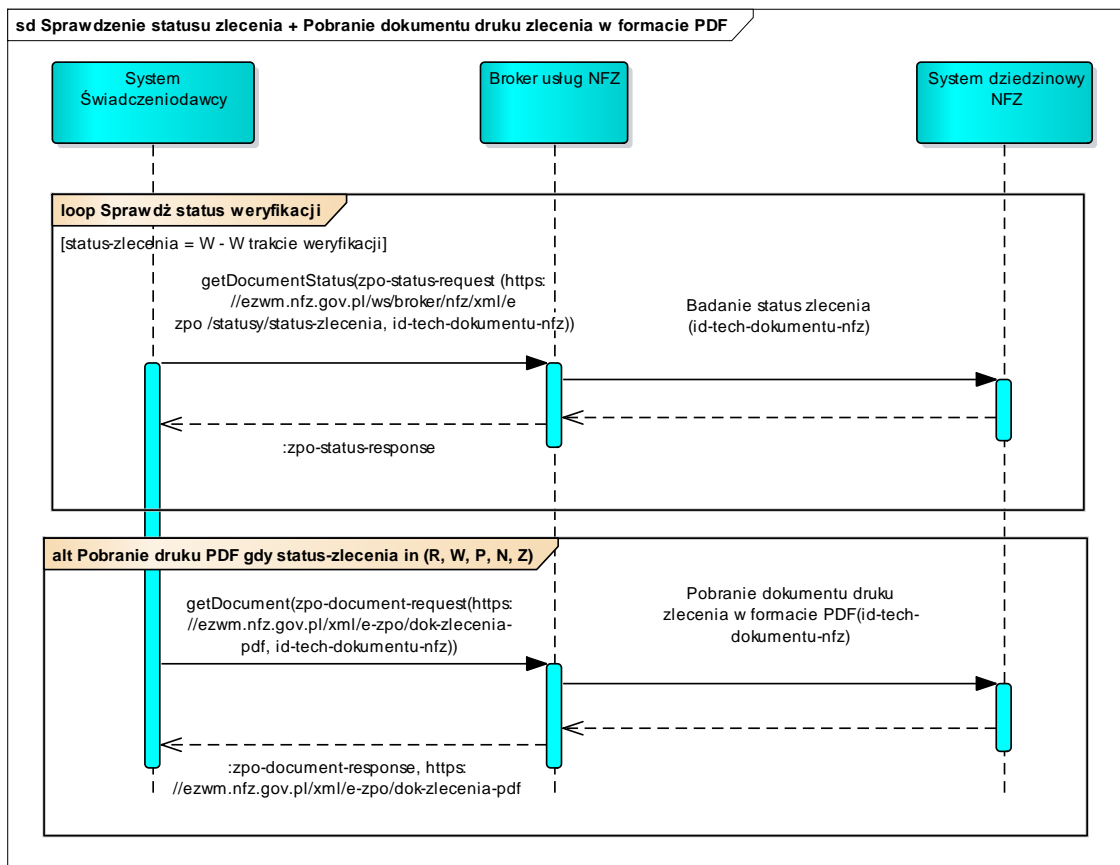 sd Sprawdzenie statusu zlecenia + Pobranie dokumentu druku zlecenia w formacie PDF
System
Świadczeniodawcy
Broker usług NFZ
System dziedzinowy
NFZ
loop Sprawdź status weryfikacji
[status-zlecenia = W - W trakcie weryfikacji]
getDocumentStatus(zpo-status-request (https:
//ezwm.nfz.gov.pl/ws/broker/nfz/xml/e
zpo /statusy/status-zlecenia, id-tech-dokumentu-nfz))
Badanie status zlecenia
(id-tech-dokumentu-nfz)
:zpo-status-response
alt Pobranie druku PDF gdy status-zlecenia in (R, W, P, N, Z)
getDocument(zpo-document-request(https:
//ezwm.nfz.gov.pl/xml/e-zpo/dok-zlecenia-
pdf, id-tech-dokumentu-nfz))
Pobranie dokumentu druku
zlecenia w formacie PDF(id-tech-
dokumentu-nfz)
:zpo-document-response, https:
//ezwm.nfz.gov.pl/xml/e-zpo/dok-zlecenia-pdf